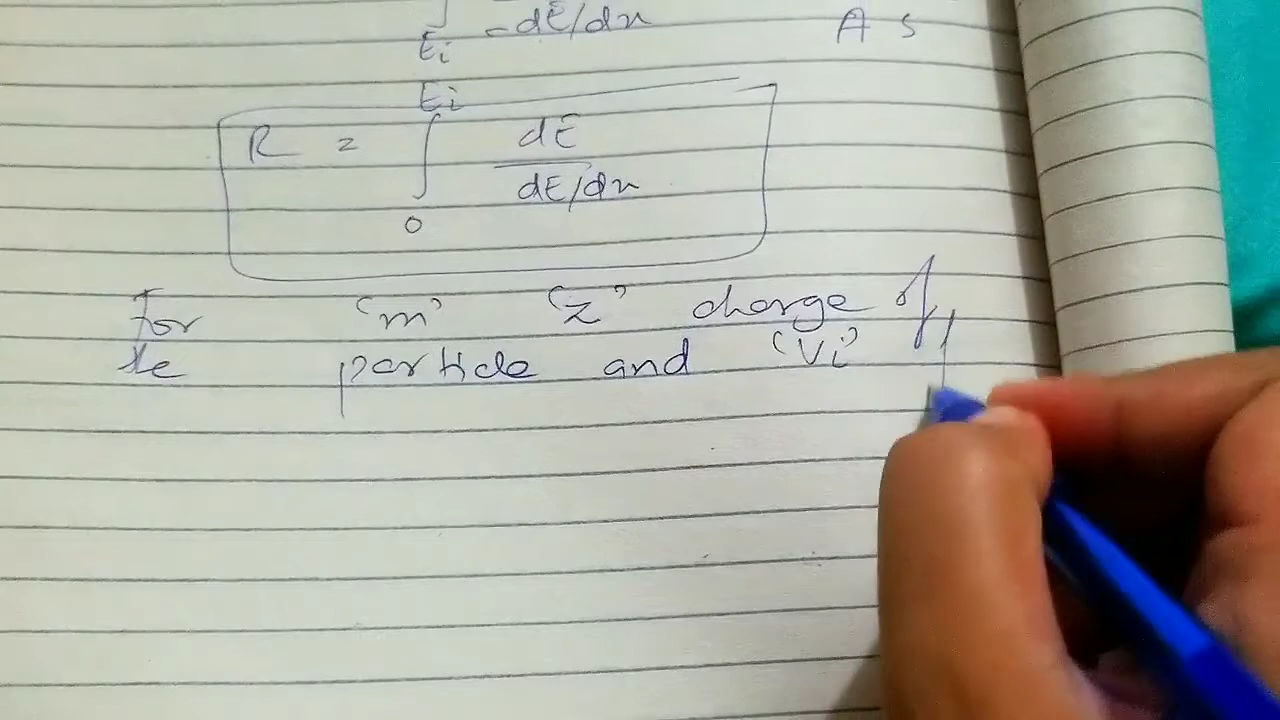 Ei -dE/dx A s
Ei
R = ∫ dE
dE/dx
0
For 'm' 'z' charge of
the particle and 'Vi'